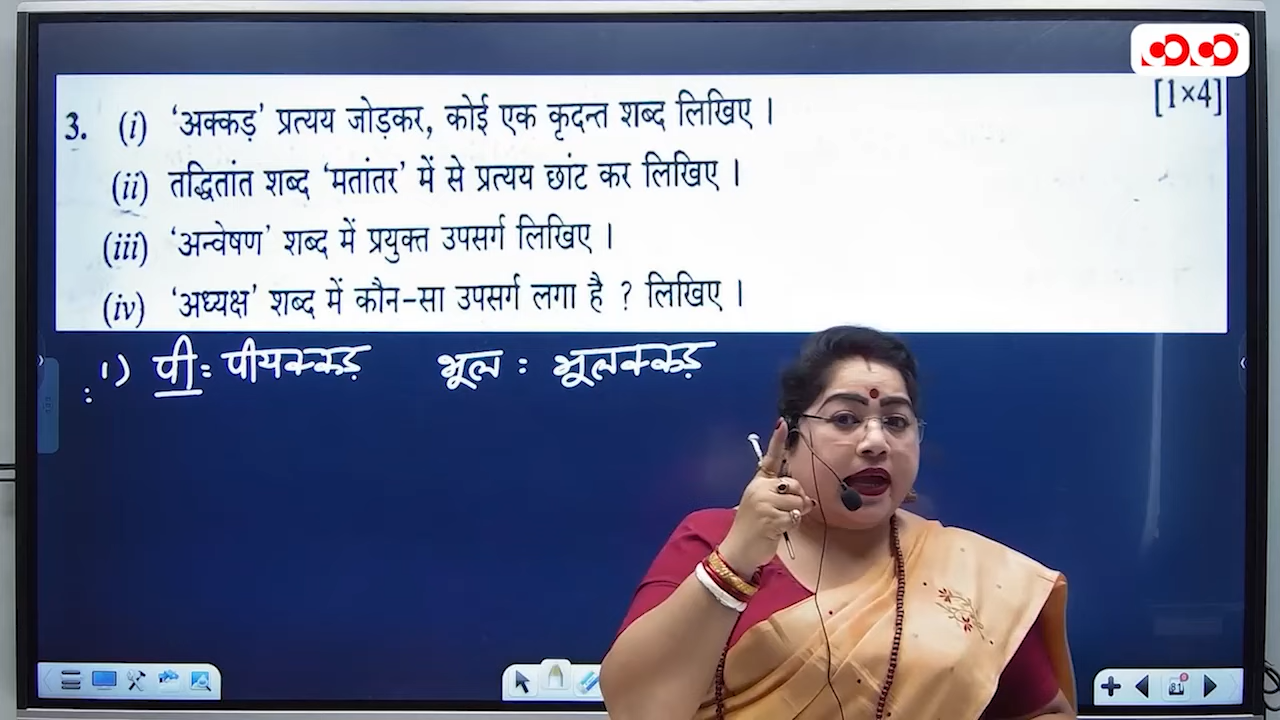 [1×4]
3. (i) ‘अक्कड़’ प्रत्यय जोड़कर, कोई एक कृदन्त शब्द लिखिए ।
(ii) तद्धितांत शब्द ‘मतांतर’ में से प्रत्यय छांट कर लिखिए ।
(iii) ‘अन्वेषण’ शब्द में प्रयुक्त उपसर्ग लिखिए ।
(iv) ‘अध्यक्ष’ शब्द में कौन-सा उपसर्ग लगा है ? लिखिए ।
1) पी : पीयक्कड़ भूल : भूलक्कड़